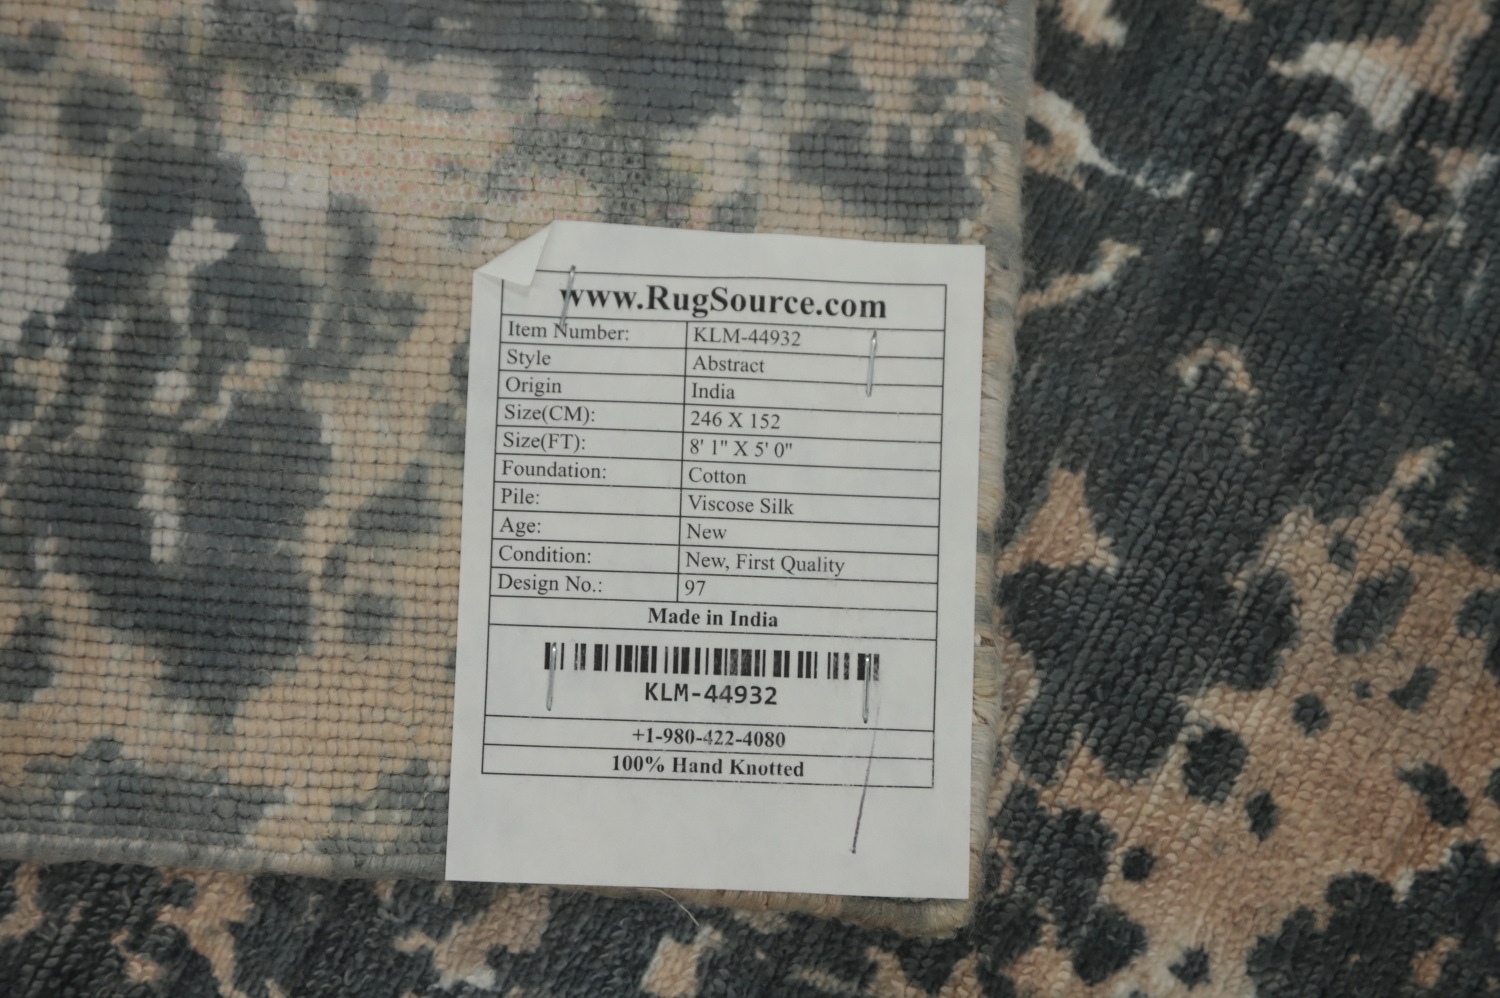 www.RugSource.com
Item Number: KLM-44932
Style Abstract
Origin India
Size(CM): 246 X 152
Size(FT): 8' 1" X 5' 0"
Foundation: Cotton
Pile: Viscose Silk
Age: New
Condition: New, First Quality
Design No.: 97
Made in India
KLM-44932
+1-980-422-4080
100% Hand Knotted